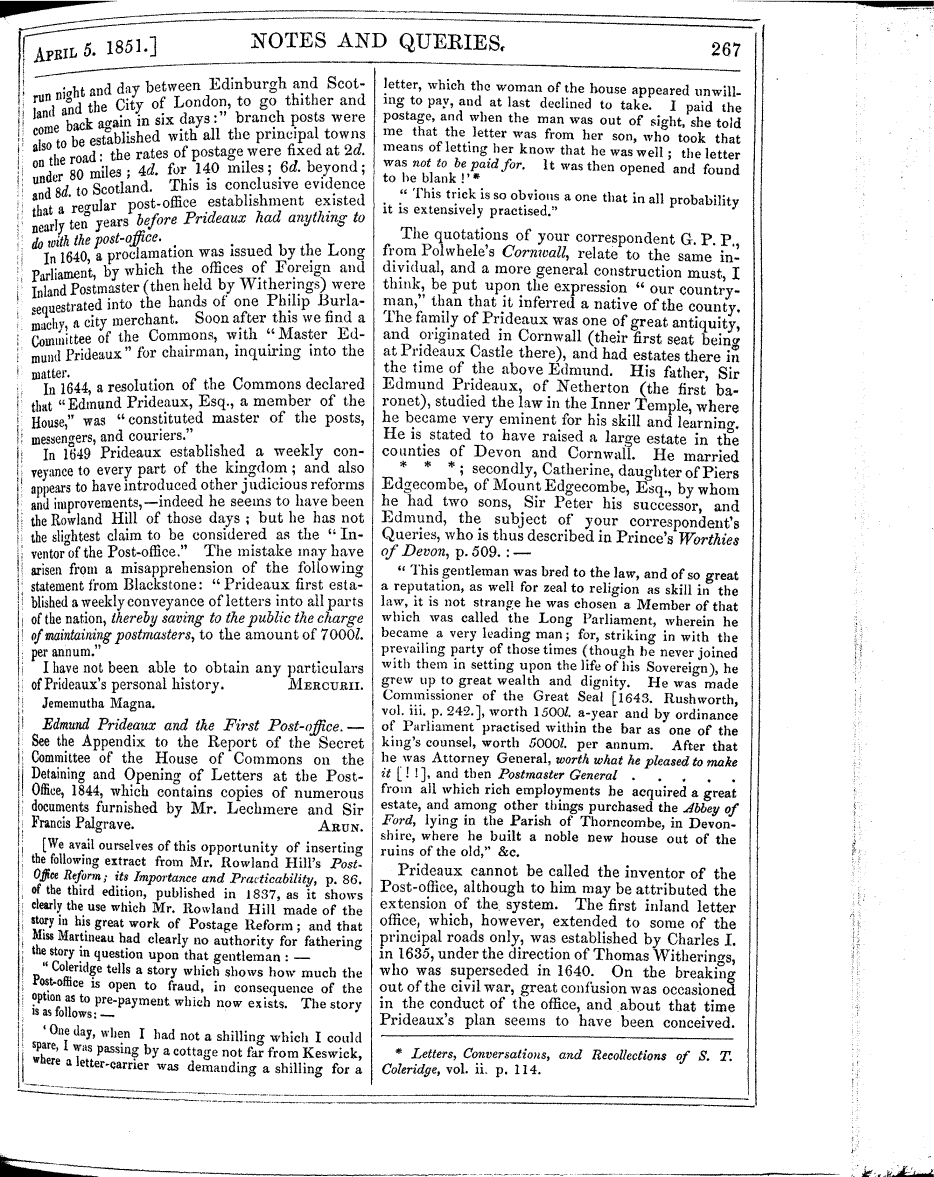 APRIL 5. 1851.] NOTES AND QUERIES. 267
run night and day between Edinburgh and Scot-
land and the City of London, to go thither and
come back again in six days:" branch posts were
also to be established with all the principal towns
on the road: the rates of postage were fixed at 2d.
under 80 miles; 4d. for 140 miles; 6d. beyond;
and 8d. to Scotland. This is conclusive evidence
that a regular post-office establishment existed
nearly ten years before Prideaux had anything to
do with the post-office.
In 1640, a proclamation was issued by the Long
Parliament, by which the offices of Foreign and
Inland Postmaster (then held by Witherings) were
sequestrated into the hands of one Philip Burla-
machy, a city merchant. Soon after this we find a
Committee of the Commons, with "Master Ed-
mund Prideaux" for chairman, inquiring into the
matter.
In 1644, a resolution of the Commons declared
that "Edmund Prideaux, Esq., a member of the
House," was "constituted master of the posts,
messengers, and couriers."
In 1649 Prideaux established a weekly con-
veyance to every part of the kingdom; and also
appears to have introduced other judicious reforms
and improvements,—indeed he seems to have been
the Rowland Hill of those days; but he has not
the slightest claim to be considered as the "In-
ventor of the Post-office." The mistake may have
arisen from a misapprehension of the following
statement from Blackstone: "Prideaux first esta-
blished a weekly conveyance of letters into all parts
of the nation, thereby saving to the public the charge
of maintaining postmasters, to the amount of 7000l.
per annum."
I have not been able to obtain any particulars
of Prideaux's personal history. MERCURII.
Jememutha Magna.
Edmund Prideaux and the First Post-office.—
See the Appendix to the Report of the Secret
Committee of the House of Commons on the
Detaining and Opening of Letters at the Post-
Office, 1844, which contains copies of numerous
documents furnished by Mr. Lechmere and Sir
Francis Palgrave. ARUN.
[We avail ourselves of this opportunity of inserting
the following extract from Mr. Rowland Hill's Post-
Office Reform; its Importance and Practicability, p. 86.
of the third edition, published in 1837, as it shows
clearly the use which Mr. Rowland Hill made of the
story in his great work of Postage Reform; and that
Miss Martineau had clearly no authority for fathering
the story in question upon that gentleman:—
"Coleridge tells a story which shows how much the
Post-office is open to fraud, in consequence of the
option as to pre-payment which now exists. The story
is as follows:—
'One day, when I had not a shilling which I could
spare, I was passing by a cottage not far from Keswick,
where a letter-carrier was demanding a shilling for a
letter, which the woman of the house appeared unwill-
ing to pay, and at last declined to take. I paid the
postage, and when the man was out of sight, she told
me that the letter was from her son, who took that
means of letting her know that he was well; the letter
was not to be paid for. It was then opened and found
to be blank!'*
"This trick is so obvious a one that in all probability
it is extensively practised."
The quotations of your correspondent G. P. P.,
from Polwhele's Cornwall, relate to the same in-
dividual, and a more general construction must, I
think, be put upon the expression "our country-
man," than that it inferred a native of the county.
The family of Prideaux was one of great antiquity,
and originated in Cornwall (their first seat being
at Prideaux Castle there), and had estates there in
the time of the above Edmund. His father, Sir
Edmund Prideaux, of Netherton (the first ba-
ronet), studied the law in the Inner Temple, where
he became very eminent for his skill and learning.
He is stated to have raised a large estate in the
counties of Devon and Cornwall. He married
* * *; secondly, Catherine, daughter of Piers
Edgecombe, of Mount Edgecombe, Esq., by whom
he had two sons, Sir Peter his successor, and
Edmund, the subject of your correspondent's
Queries, who is thus described in Prince's Worthies
of Devon, p. 509.:—
"This gentleman was bred to the law, and of so great
a reputation, as well for zeal to religion as skill in the
law, it is not strange he was chosen a Member of that
which was called the Long Parliament, wherein he
became a very leading man; for, striking in with the
prevailing party of those times (though he never joined
with them in setting upon the life of his Sovereign), he
grew up to great wealth and dignity. He was made
Commissioner of the Great Seal [1643. Rushworth,
vol. iii. p. 242.], worth 1500l. a-year and by ordinance
of Parliament practised within the bar as one of the
king's counsel, worth 5000l. per annum. After that
he was Attorney General, worth what he pleased to make
it [!!], and then Postmaster General . . . . . .
from all which rich employments he acquired a great
estate, and among other things purchased the Abbey of
Ford, lying in the Parish of Thorncombe, in Devon-
shire, where he built a noble new house out of the
ruins of the old," &c.
Prideaux cannot be called the inventor of the
Post-office, although to him may be attributed the
extension of the system. The first inland letter
office, which, however, extended to some of the
principal roads only, was established by Charles I.
in 1635, under the direction of Thomas Witherings,
who was superseded in 1640. On the breaking
out of the civil war, great confusion was occasioned
in the conduct of the office, and about that time
Prideaux's plan seems to have been conceived.
* Letters, Conversations, and Recollections of S. T.
Coleridge, vol. ii. p. 114.